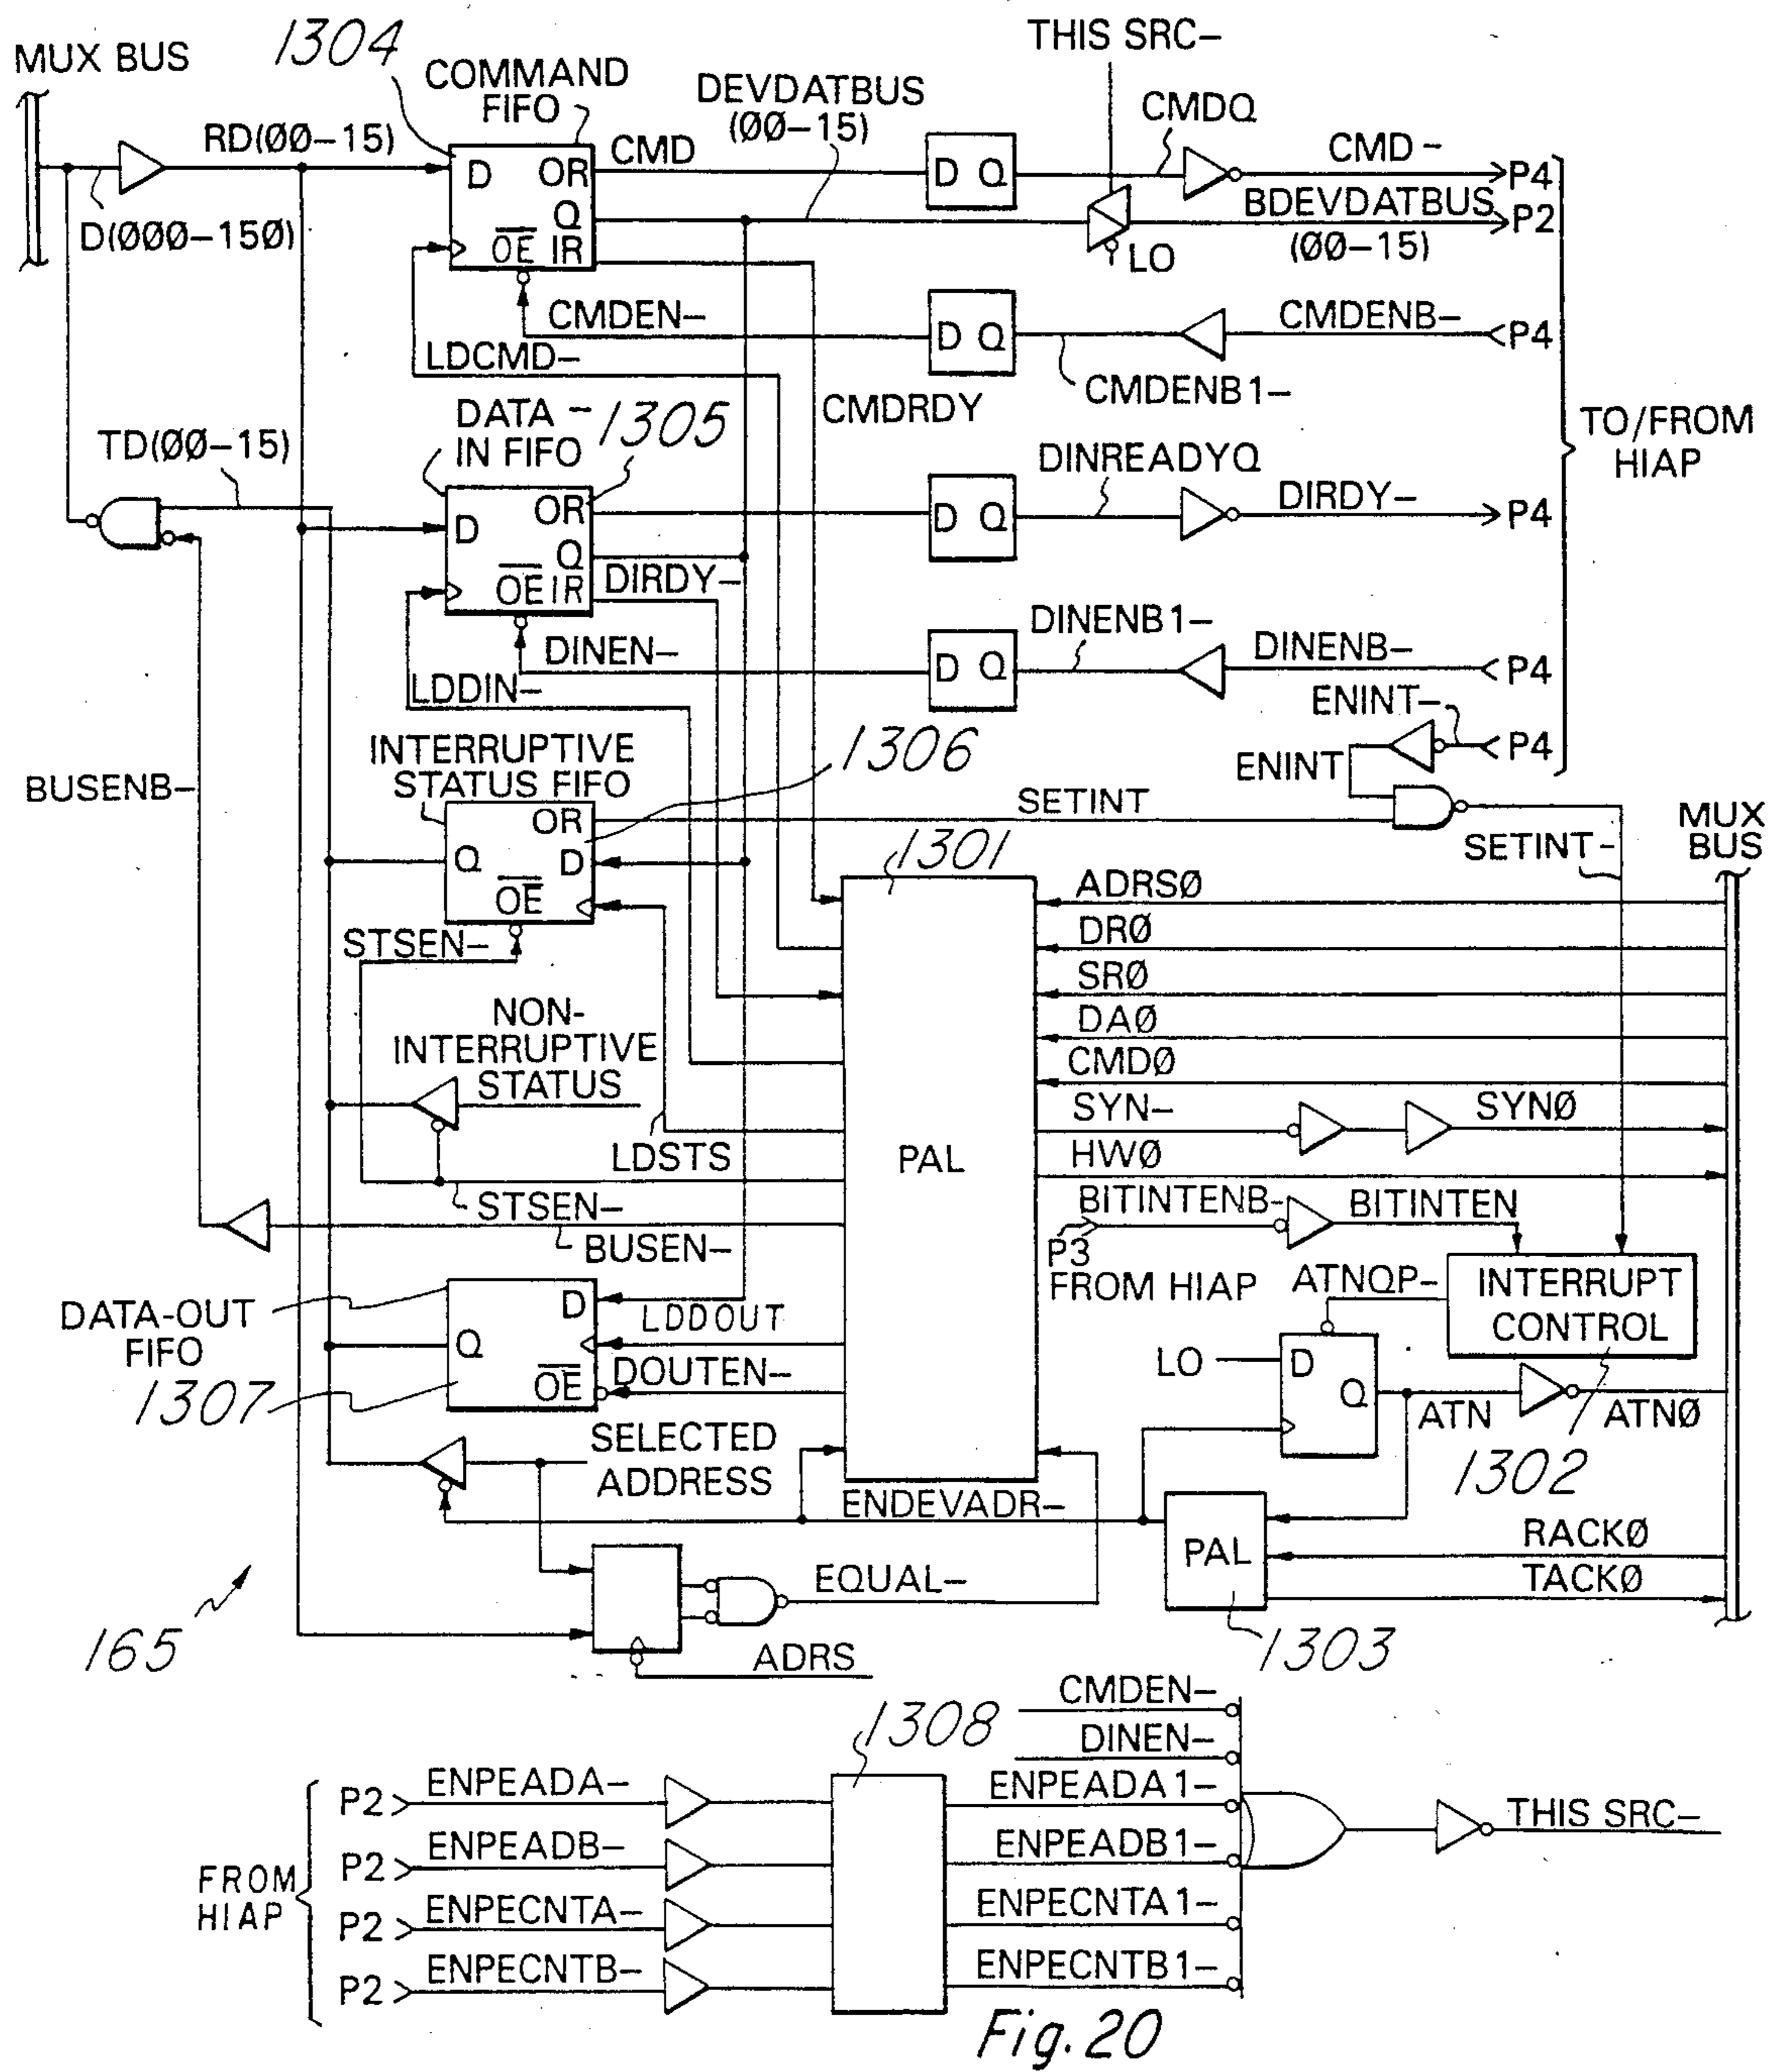 MUX BUS
1304
COMMAND
FIFO
THIS SRC-
DEVDATBUS
(ØØ-15)
CMDQ
RD(ØØ-15)
CMD
CMD-
P4
D OR
D Q
Q
BDEVDATBUS
P2
D(ØØØ-15Ø)
OE IR
LO
(ØØ-15)
CMDEN-
D Q
CMDENB-
P4
LDCMD-
CMDENB1-
CMDRDY
DATA-
IN FIFO
1305
TO/FROM
HIAP
TD(ØØ-15)
DINREADYQ
DIRDY-
D OR
D Q
P4
Q
OE IR
DIRDY-
DINENB1-
DINEN-
D Q
DINENB-
P4
LDDIN-
ENINT-
P4
INTERRUPTIVE
STATUS FIFO
1306
ENINT
BUSENB-
SETINT
OR
1301
MUX
BUS
SETINT-
Q D
OE
ADRSØ
STSEN-
DRØ
SRØ
NON-
INTERRUPTIVE
STATUS
DAØ
CMDØ
SYN-
SYNØ
LDSTS
PAL
HWØ
STSEN-
BITINTENB-
BITINTEN
BUSEN-
P3
FROM HIAP
ATNQP-
INTERRUPT
CONTROL
DATA-OUT
FIFO
D
LDDOUT
Q
OE
DOUTEN-
LO
D
Q
1307
ATN
ATNØ
SELECTED
ADDRESS
1302
ENDEVADR-
PAL
RACKØ
EQUAL-
TACKØ
165
ADRS
1303
CMDEN-
1308
DINEN-
P2
ENPEADA-
ENPEADA1-
THIS SRC-
P2
ENPEADB-
ENPEADB1-
FROM
HIAP
P2
ENPECNTA-
ENPECNTA1-
P2
ENPECNTB-
ENPECNTB1-
Fig. 20